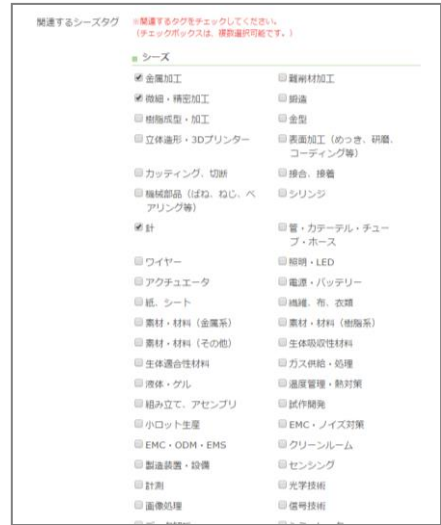 関連するシーズタグ
※関連するタグをチェックしてください。
(チェックボックスは、複数選択可能です。)
シーズ
金属加工
難削材加工
微細・精密加工
鍛造
樹脂成型・加工
金型
立体造形・3Dプリンター
表面加工(めっき、研磨、
コーディング等)
カッティング、切断
接合、接着
機械部品(ばね、ねじ、ベ
アリング等)
シリンジ
針
管・カテーテル・チュー
ブ・ホース
ワイヤー
照明・LED
アクチュエータ
電源・バッテリー
紙、シート
繊維、布、衣類
素材・材料(金属系)
素材・材料(樹脂系)
素材・材料(その他)
生体吸収性材料
生体適合性材料
ガス供給・処理
液体・ゲル
温度管理・熱対策
組み立て、アセンブリ
試作開発
小ロット生産
EMC・ノイズ対策
EMC・ODM・EMS
クリーンルーム
製造装置・設備
センシング
計測
光学技術
画像処理
信号技術